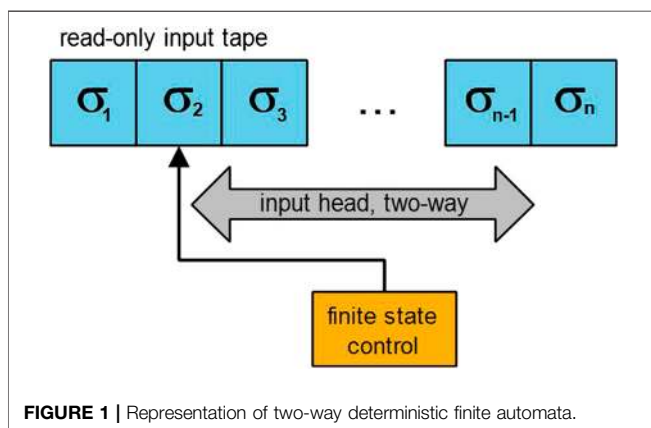 read-only input tape
σ1 σ2 σ3 ... σn-1 σn
input head, two-way
finite state
control
FIGURE 1 | Representation of two-way deterministic finite automata.